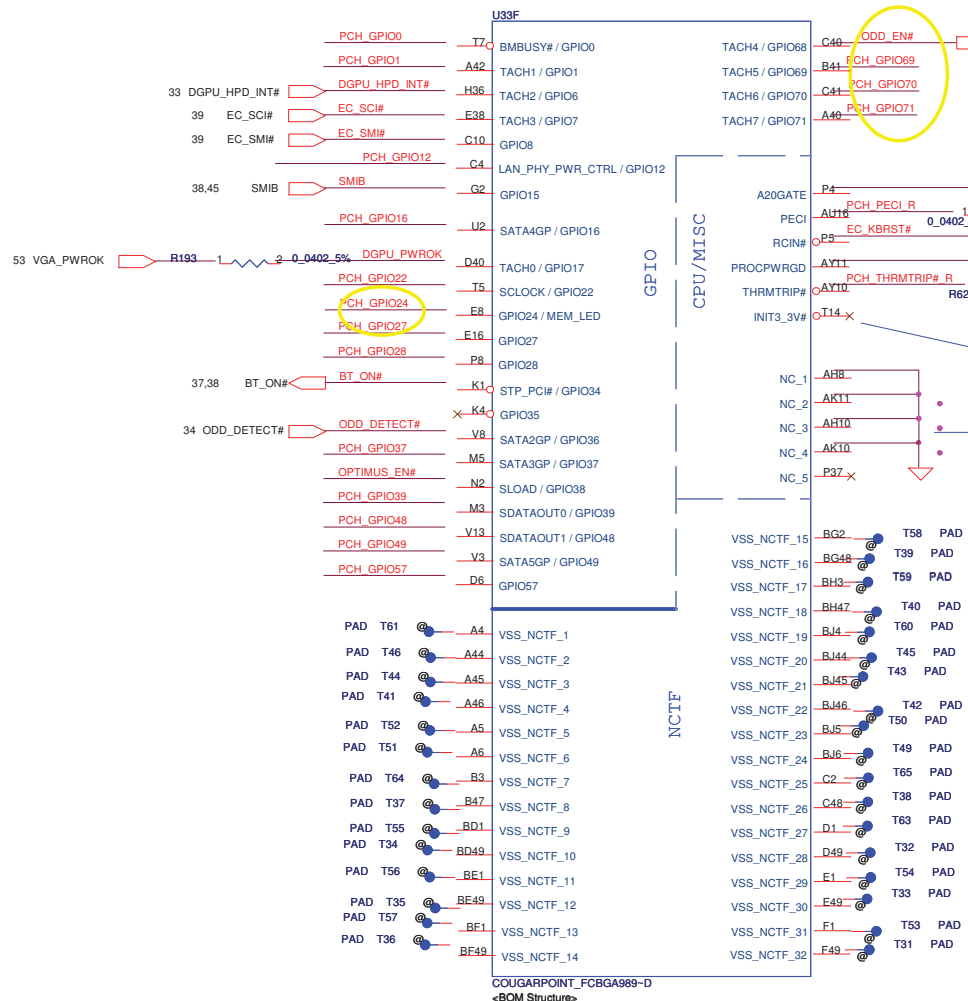 U33F
PCH_GPIO0 T7 BMBUSY# / GPIO0 TACH4 / GPIO68 C40 ODD_EN#
PCH_GPIO1 A42 TACH1 / GPIO1 TACH5 / GPIO69 B41 PCH_GPIO69
33 DGPU_HPD_INT# DGPU_HPD_INT# H36 TACH2 / GPIO6 TACH6 / GPIO70 C41 PCH_GPIO70
39 EC_SCI# EC_SCI# E38 TACH3 / GPIO7 TACH7 / GPIO71 A40 PCH_GPIO71
39 EC_SMI# EC_SMI# C10 GPIO8
PCH_GPIO12 C4 LAN_PHY_PWR_CTRL / GPIO12
38,45 SMIB SMIB G2 GPIO15 A20GATE P4
PCH_GPIO16 U2 SATA4GP / GPIO16 PECI AU16 PCH_PECI_R 1 0_0402_
RCIN# P5 EC_KBRST#
53 VGA_PWROK R193 1 2 0_0402_5% DGPU_PWROK D40 TACH0 / GPIO17 PROCPWRGD AY11
PCH_GPIO22 T5 SCLOCK / GPIO22 THRMTRIP# AY10 PCH_THRMTRIP#_R R62
PCH_GPIO24 E8 GPIO24 / MEM_LED INIT3_3V# T14
PCH_GPIO27 E16 GPIO27
PCH_GPIO28 P8 GPIO28
37,38 BT_ON# BT_ON# K1 STP_PCI# / GPIO34 NC_1 AH8
K4 GPIO35 NC_2 AK11
34 ODD_DETECT# ODD_DETECT# V8 SATA2GP / GPIO36 NC_3 AH10
PCH_GPIO37 M5 SATA3GP / GPIO37 NC_4 AK10
OPTIMUS_EN# N2 SLOAD / GPIO38 NC_5 P37
PCH_GPIO39 M3 SDATAOUT0 / GPIO39
PCH_GPIO48 V13 SDATAOUT1 / GPIO48
PCH_GPIO49 V3 SATA5GP / GPIO49
PCH_GPIO57 D6 GPIO57
GPIO
CPU/MISC
NCTF
VSS_NCTF_15 BG2 @ T58 PAD
VSS_NCTF_16 BG48 @ T39 PAD
VSS_NCTF_17 BH3 @ T59 PAD
VSS_NCTF_18 BH47 @ T40 PAD
PAD T61 @ A4 VSS_NCTF_1 VSS_NCTF_19 BJ4 @ T60 PAD
PAD T46 @ A44 VSS_NCTF_2 VSS_NCTF_20 BJ44 @ T45 PAD
PAD T44 @ A45 VSS_NCTF_3 VSS_NCTF_21 BJ45 @ T43 PAD
PAD T41 @ A46 VSS_NCTF_4 VSS_NCTF_22 BJ46 @ T42 PAD
PAD T52 @ A5 VSS_NCTF_5 VSS_NCTF_23 BJ5 @ T50 PAD
PAD T51 @ A6 VSS_NCTF_6 VSS_NCTF_24 BJ6 @ T49 PAD
PAD T64 @ B3 VSS_NCTF_7 VSS_NCTF_25 C2 @ T65 PAD
PAD T37 @ B47 VSS_NCTF_8 VSS_NCTF_26 C48 @ T38 PAD
PAD T55 @ BD1 VSS_NCTF_9 VSS_NCTF_27 D1 @ T63 PAD
PAD T34 @ BD49 VSS_NCTF_10 VSS_NCTF_28 D49 @ T32 PAD
PAD T56 @ BE1 VSS_NCTF_11 VSS_NCTF_29 E1 @ T54 PAD
PAD T35 @ BE49 VSS_NCTF_12 VSS_NCTF_30 E49 @ T33 PAD
PAD T57 @ BF1 VSS_NCTF_13 VSS_NCTF_31 F1 @ T53 PAD
PAD T36 @ BF49 VSS_NCTF_14 VSS_NCTF_32 F49 @ T31 PAD
COUGARPOINT_FCBGA989~D
<BOM Structure>